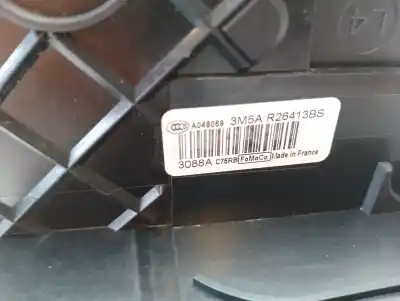 L4
A048069 3M5A R26413BS
3088A C75RB FoMoCo Made in France